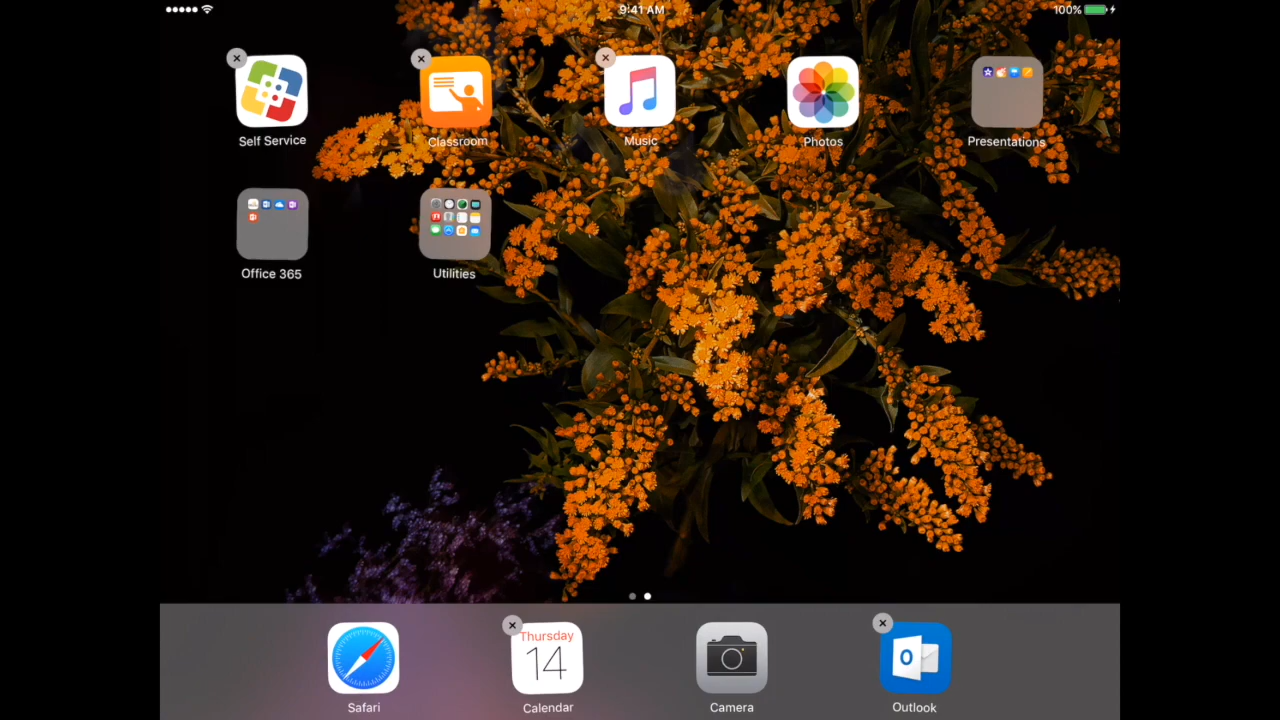 9:41 AM
100%
Self Service
Classroom
Music
Photos
Presentations
Office 365
Utilities
Thursday
14
O
Safari
Calendar
Camera
Outlook